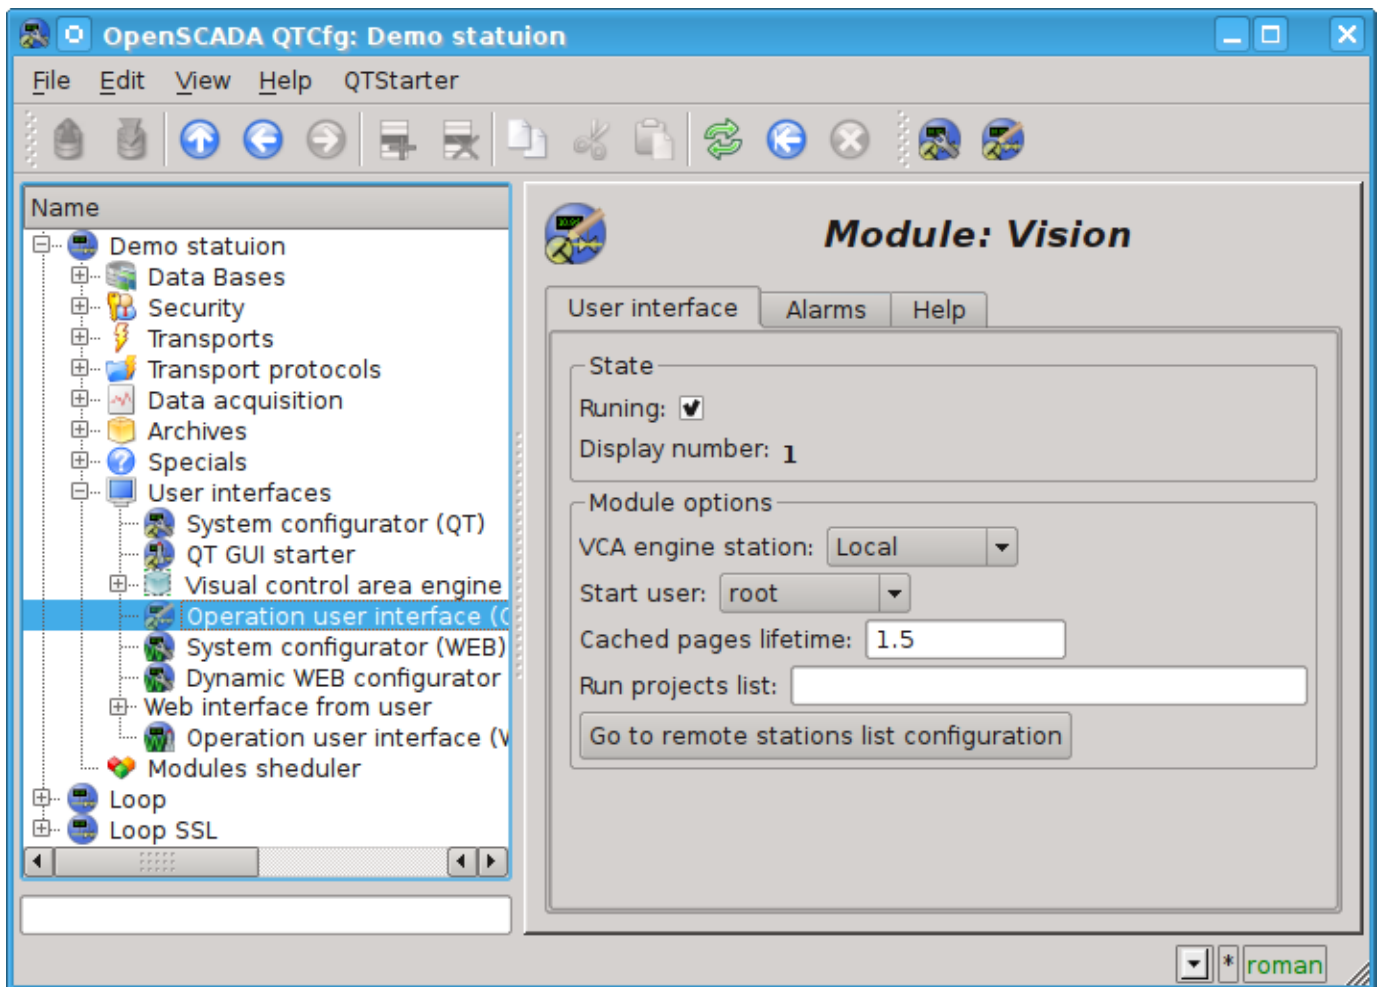 OpenSCADA QTCfg: Demo statuion
File Edit View Help QTStarter
Name
Demo statuion
Data Bases
Security
Transports
Transport protocols
Data acquisition
Archives
Specials
User interfaces
System configurator (QT)
QT GUI starter
Visual control area engine
Operation user interface (
System configurator (WEB)
Dynamic WEB configurator
Web interface from user
Operation user interface (
Modules sheduler
Loop
Loop SSL
Module: Vision
User interface Alarms Help
State
Runing:
Display number: 1
Module options
VCA engine station: Local
Start user: root
Cached pages lifetime: 1.5
Run projects list:
Go to remote stations list configuration
* roman